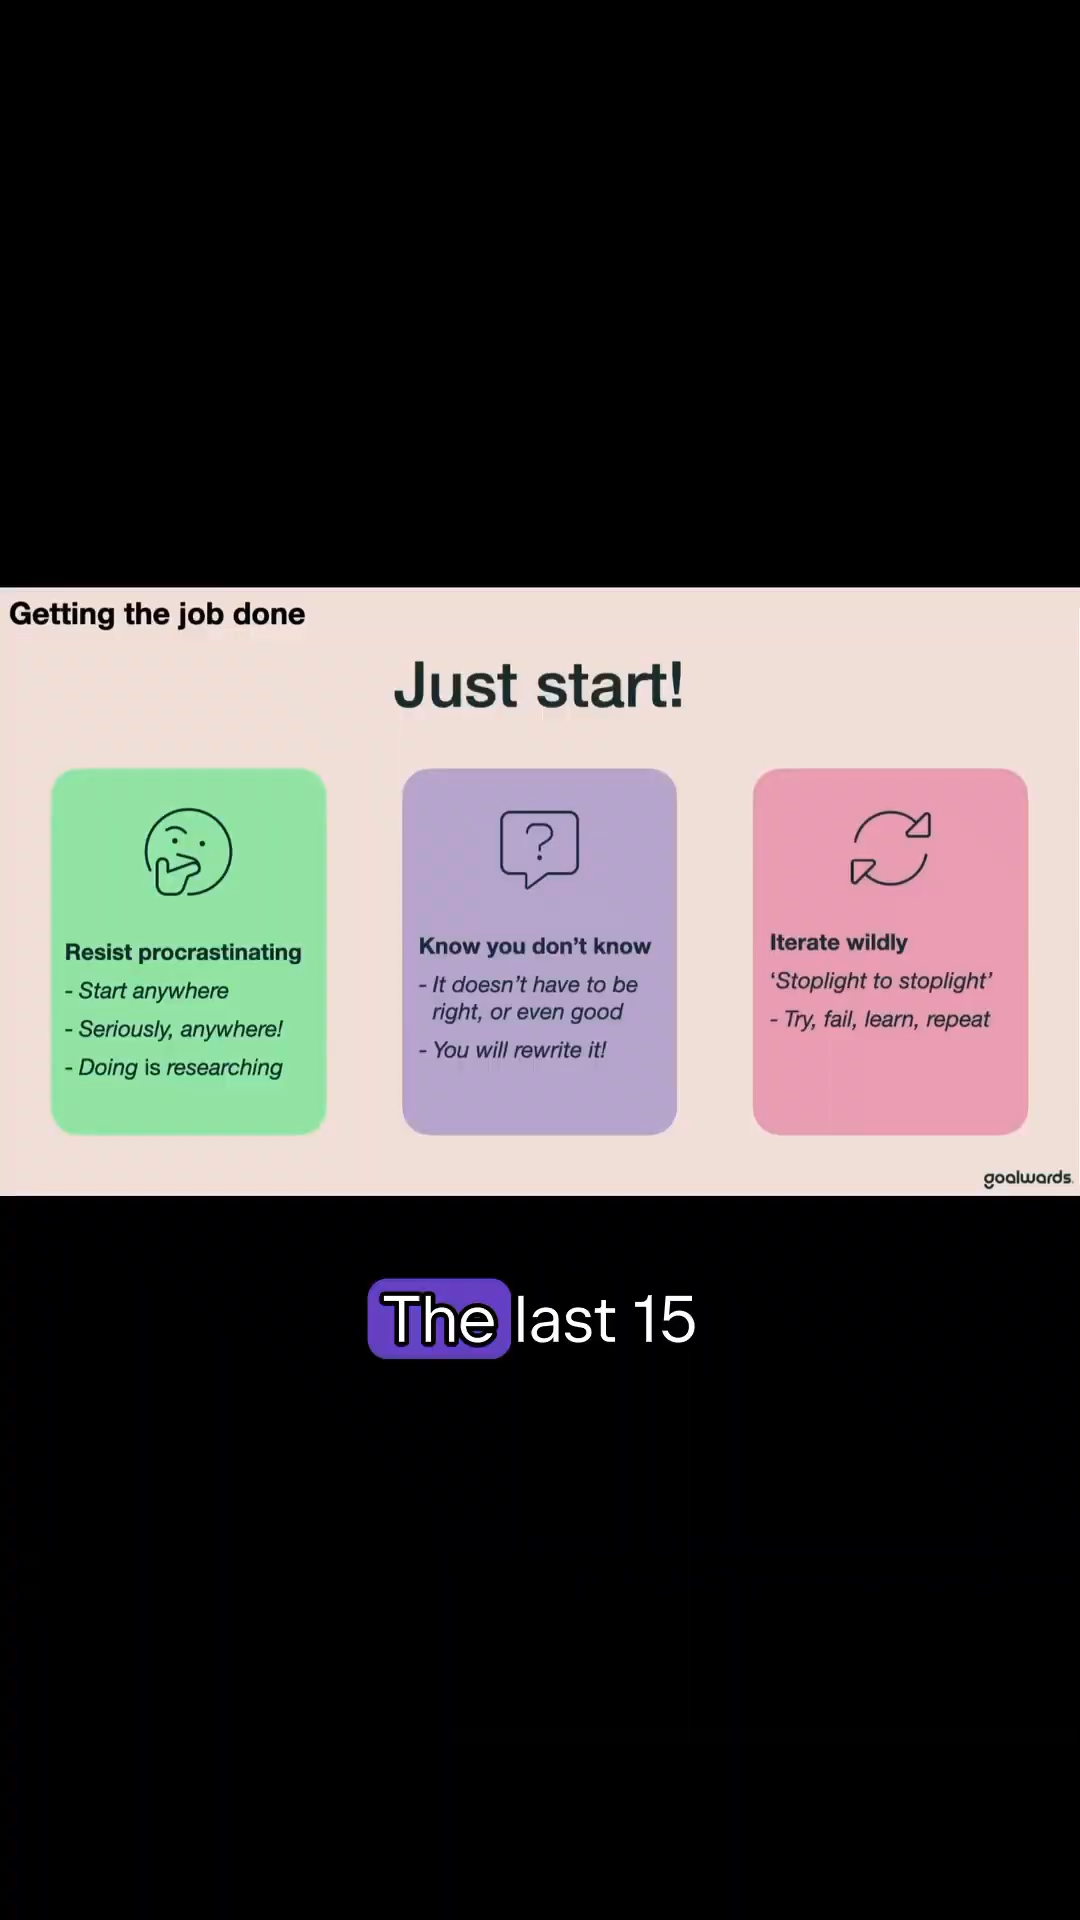 Getting the job done
Just start!
Resist procrastinating
- Start anywhere
- Seriously, anywhere!
- Doing is researching
?
Know you don’t know
- It doesn’t have to be
right, or even good
- You will rewrite it!
Iterate wildly
‘Stoplight to stoplight’
- Try, fail, learn, repeat
goalwards.
The last 15